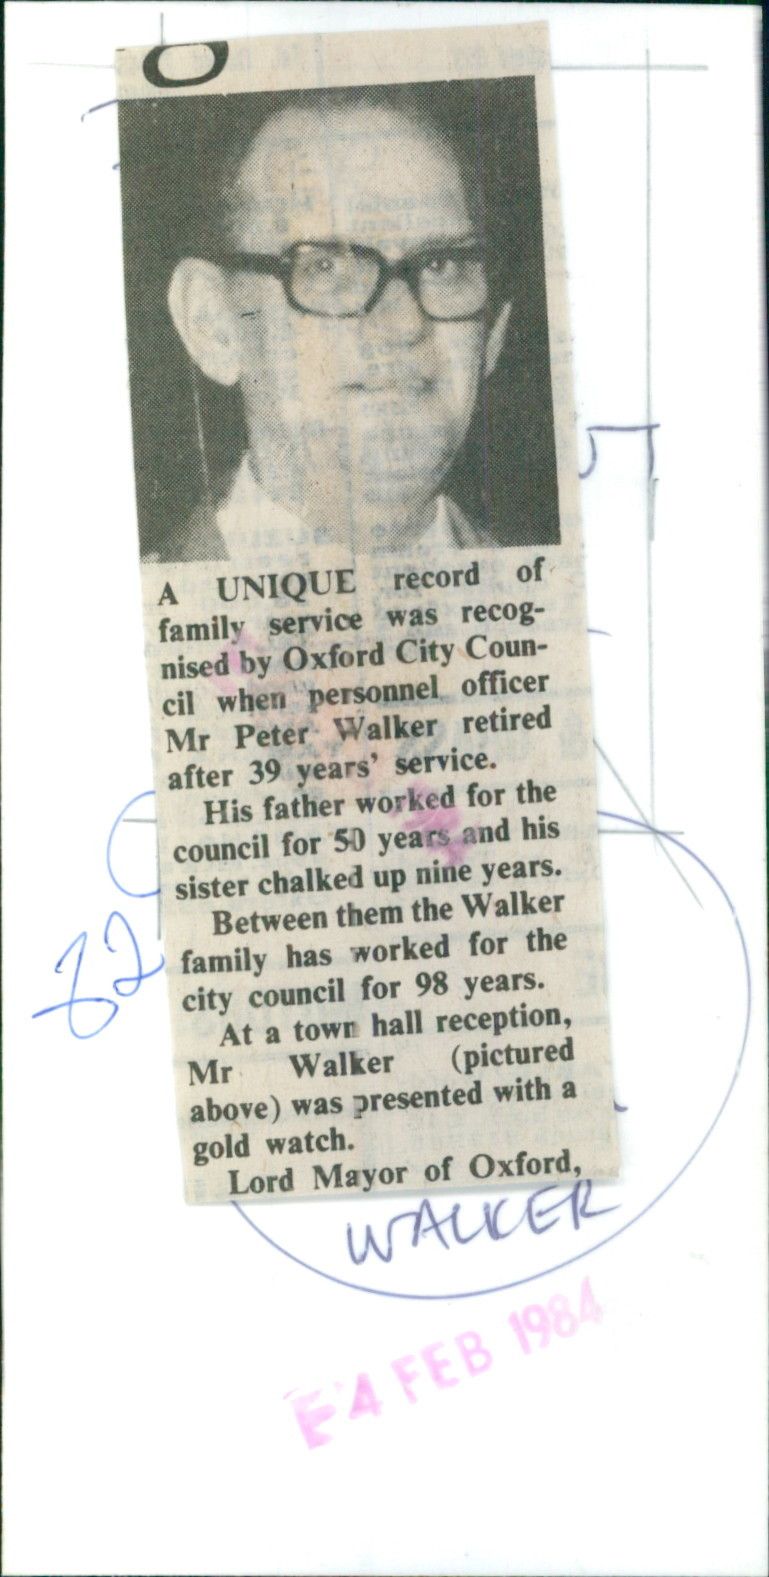 A UNIQUE record of
family service was recog-
nised by Oxford City Coun-
cil when personnel officer
Mr Peter Walker retired
after 39 years' service.
His father worked for the
council for 50 years and his
sister chalked up nine years.
Between them the Walker
family has worked for the
city council for 98 years.
At a town hall reception,
Mr Walker (pictured
above) was presented with a
gold watch.
Lord Mayor of Oxford,
WALKER
4 FEB 1984